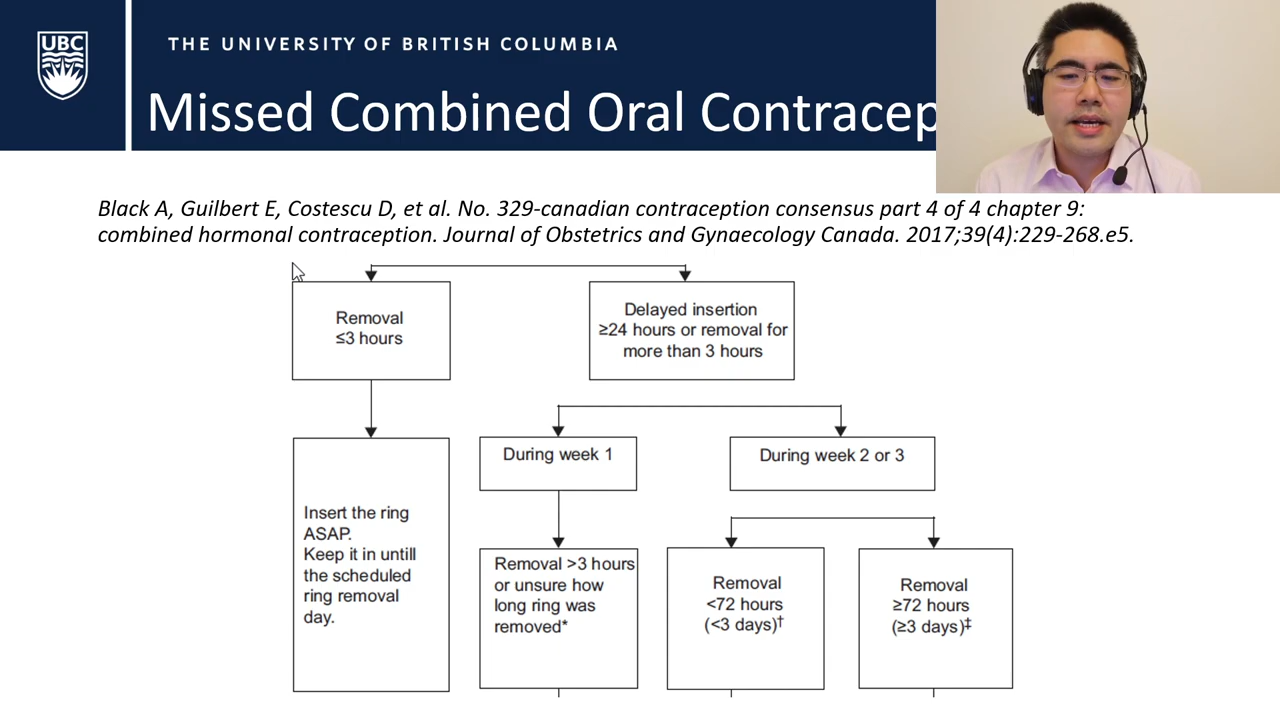 UBC
THE UNIVERSITY OF BRITISH COLUMBIA
Missed Combined Oral Contracep
Black A, Guilbert E, Costescu D, et al. No. 329-canadian contraception consensus part 4 of 4 chapter 9:
combined hormonal contraception. Journal of Obstetrics and Gynaecology Canada. 2017;39(4):229-268.e5.
Removal
≤3 hours
Delayed insertion
≥24 hours or removal for
more than 3 hours
Insert the ring
ASAP.
Keep it in untill
the scheduled
ring removal
day.
During week 1
During week 2 or 3
Removal >3 hours
or unsure how
long ring was
removed*
Removal
<72 hours
(<3 days)†
Removal
≥72 hours
(≥3 days)‡